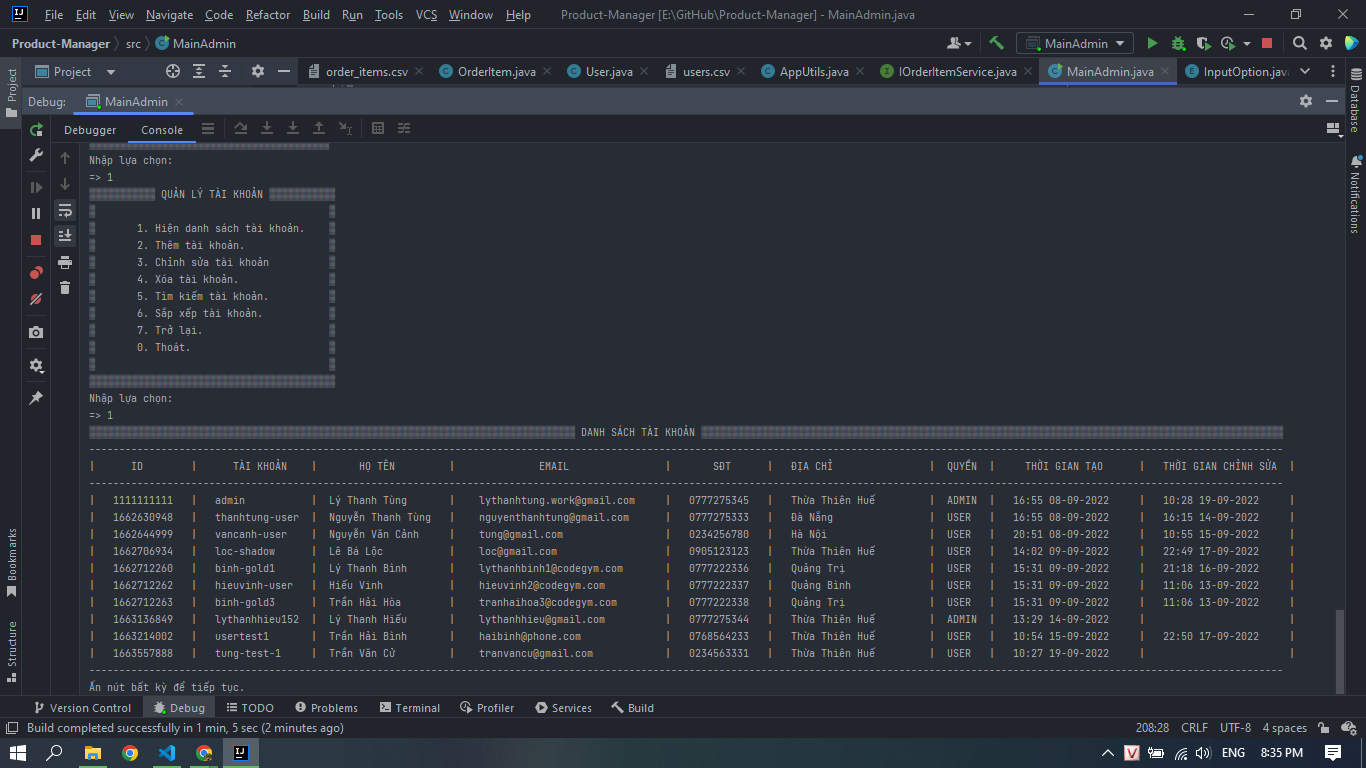 File Edit View Navigate Code Refactor Build Run Tools VCS Window Help Product-Manager [E:\GitHub\Product-Manager] - MainAdmin.java
Product-Manager src MainAdmin MainAdmin
Project order_items.csv OrderItem.java User.java users.csv AppUtils.java IOrderItemService.java MainAdmin.java InputOption.java
Debug: MainAdmin
Debugger Console
Project
Bookmarks
Structure
Database
Notifications
Nhập lựa chọn:
=> 1
QUẢN LÝ TÀI KHOẢN
1. Hiện danh sách tài khoản.
2. Thêm tài khoản.
3. Chỉnh sửa tài khoản
4. Xóa tài khoản.
5. Tìm kiếm tài khoản.
6. Sắp xếp tài khoản.
7. Trở lại.
0. Thoát.
Nhập lựa chọn:
=> 1
DANH SÁCH TÀI KHOẢN
| ID | TÀI KHOẢN | HỌ TÊN | EMAIL | SĐT | ĐỊA CHỈ | QUYỀN | THỜI GIAN TẠO | THỜI GIAN CHỈNH SỬA |
| 1111111111 | admin | Lý Thanh Tùng | lythanhtung.work@gmail.com | 0777275345 | Thừa Thiên Huế | ADMIN | 16:55 08-09-2022 | 10:28 19-09-2022 |
| 1662630948 | thanhtung-user | Nguyễn Thanh Tùng | nguyenthanhtung@gmail.com | 0777275333 | Đà Nẵng | USER | 16:55 08-09-2022 | 16:15 14-09-2022 |
| 1662644999 | vancanh-user | Nguyễn Văn Cảnh | tung@gmail.com | 0234256780 | Hà Nội | USER | 20:51 08-09-2022 | 10:55 15-09-2022 |
| 1662706934 | loc-shadow | Lê Bá Lộc | loc@gmail.com | 0905123123 | Thừa Thiên Huế | USER | 14:02 09-09-2022 | 22:49 17-09-2022 |
| 1662712260 | binh-gold1 | Lý Thanh Bình | lythanhbinh1@codegym.com | 0777222336 | Quảng Trị | USER | 15:31 09-09-2022 | 21:18 16-09-2022 |
| 1662712262 | hieuvinh-user | Hiếu Vinh | hieuvinh2@codegym.com | 0777222337 | Quảng Bình | USER | 15:31 09-09-2022 | 11:06 13-09-2022 |
| 1662712263 | binh-gold3 | Trần Hải Hòa | tranhaihoa3@codegym.com | 0777222338 | Quảng Trị | USER | 15:31 09-09-2022 | 11:06 13-09-2022 |
| 1663136849 | lythanhhieu152 | Lý Thanh Hiếu | lythanhhieu@gmail.com | 0777275344 | Thừa Thiên Huế | ADMIN | 13:29 14-09-2022 | |
| 1663214002 | usertest1 | Trần Hải Bình | haibinh@phone.com | 0768564233 | Thừa Thiên Huế | USER | 10:54 15-09-2022 | 22:50 17-09-2022 |
| 1663557888 | tung-test-1 | Trần Văn Cử | tranvancu@gmail.com | 0234563331 | Thừa Thiên Huế | USER | 10:27 19-09-2022 | |
Ấn nút bất kỳ để tiếp tục.
Version Control Debug TODO Problems Terminal Profiler Services Build
Build completed successfully in 1 min, 5 sec (2 minutes ago) 208:28 CRLF UTF-8 4 spaces
ENG 8:35 PM